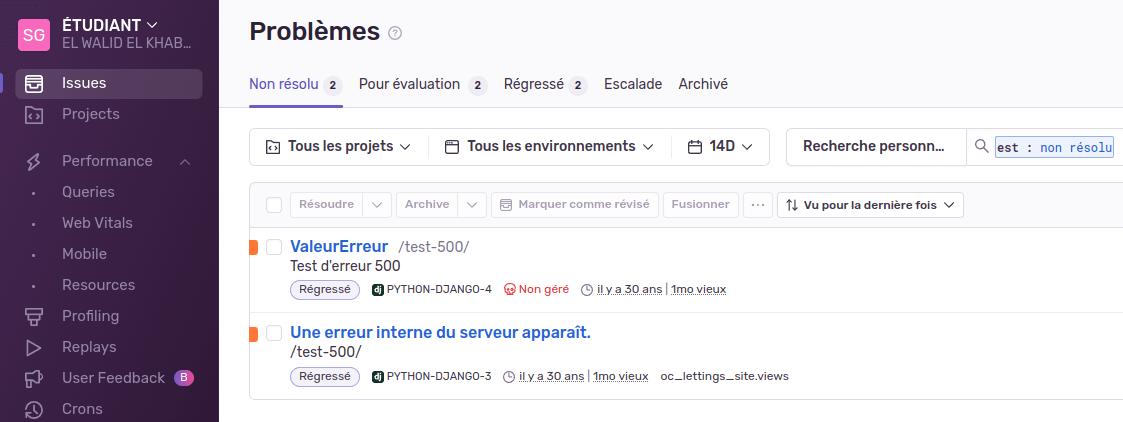 SG
ÉTUDIANT
EL WALID EL KHAB...
Issues
Projects
Performance
Queries
Web Vitals
Mobile
Resources
Profiling
Replays
User Feedback B
Crons
Problèmes ?
Non résolu 2 Pour évaluation 2 Régressé 2 Escalade Archivé
Tous les projets Tous les environnements 14D Recherche personn... est : non résolu
Résoudre Archive Marquer comme révisé Fusionner ... Vu pour la dernière fois
ValeurErreur /test-500/
Test d'erreur 500
Régressé dj PYTHON-DJANGO-4 Non géré il y a 30 ans | 1mo vieux
Une erreur interne du serveur apparaît.
/test-500/
Régressé dj PYTHON-DJANGO-3 il y a 30 ans | 1mo vieux oc_lettings_site.views